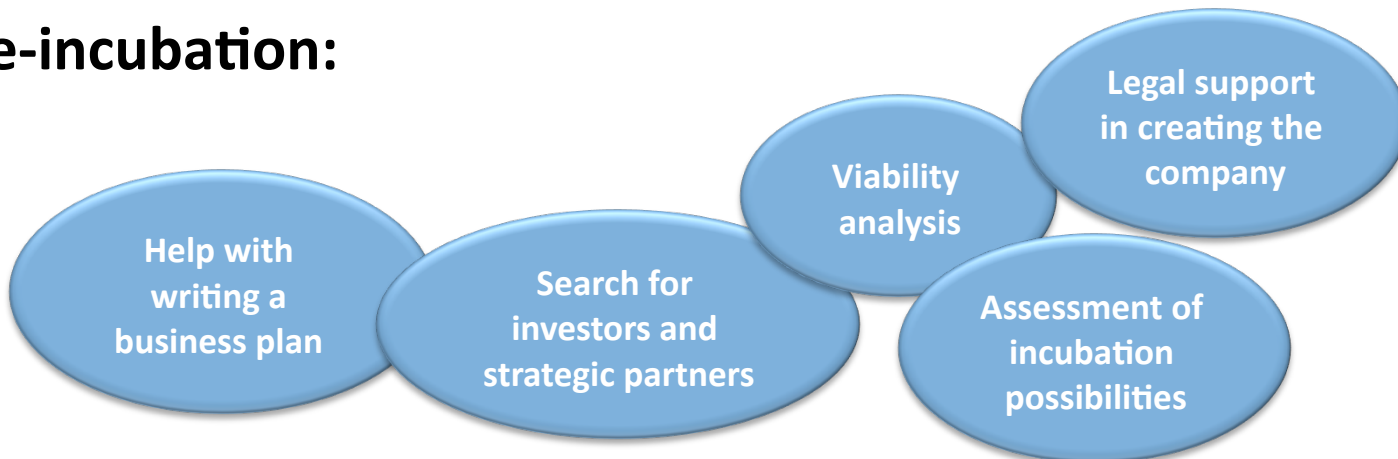 e-incubation:
Help with
writing a
business plan
Search for
investors and
strategic partners
Viability
analysis
Legal support
in creating the
company
Assessment of
incubation
possibilities